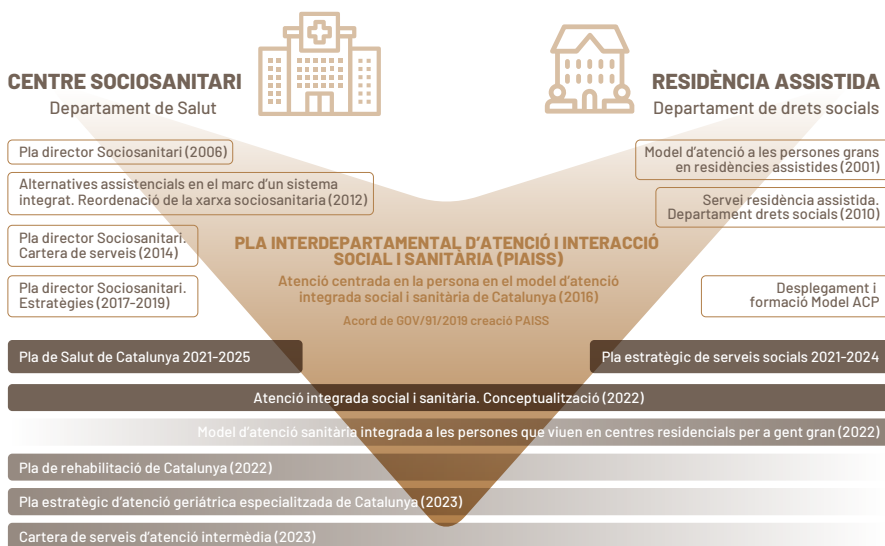 CENTRE SOCIOSANITARI
Departament de Salut
RESIDÈNCIA ASSISTIDA
Departament de drets socials
Pla director Sociosanitari (2006)
Alternatives assistencials en el marc d'un sistema
integrat. Reordenació de la xarxa sociosanitaria (2012)
Pla director Sociosanitari.
Cartera de serveis (2014)
Pla director Sociosanitari.
Estratègies (2017-2019)
Model d'atenció a les persones grans
en residències assistides (2001)
Servei residència assistida.
Departament drets socials (2010)
Desplegament i
formació Model ACP
PLA INTERDEPARTAMENTAL D'ATENCIÓ I INTERACCIÓ
SOCIAL I SANITÀRIA (PIAISS)
Atenció centrada en la persona en el model d'atenció
integrada social i sanitària de Catalunya (2016)
Acord de GOV/91/2019 creació PAISS
Pla de Salut de Catalunya 2021-2025
Pla estratègic de serveis socials 2021-2024
Atenció integrada social i sanitària. Conceptualització (2022)
Model d'atenció sanitària integrada a les persones que viuen en centres residencials per a gent gran (2022)
Pla de rehabilitació de Catalunya (2022)
Pla estratègic d'atenció geriátrica especialitzada de Catalunya (2023)
Cartera de serveis d'atenció intermèdia (2023)